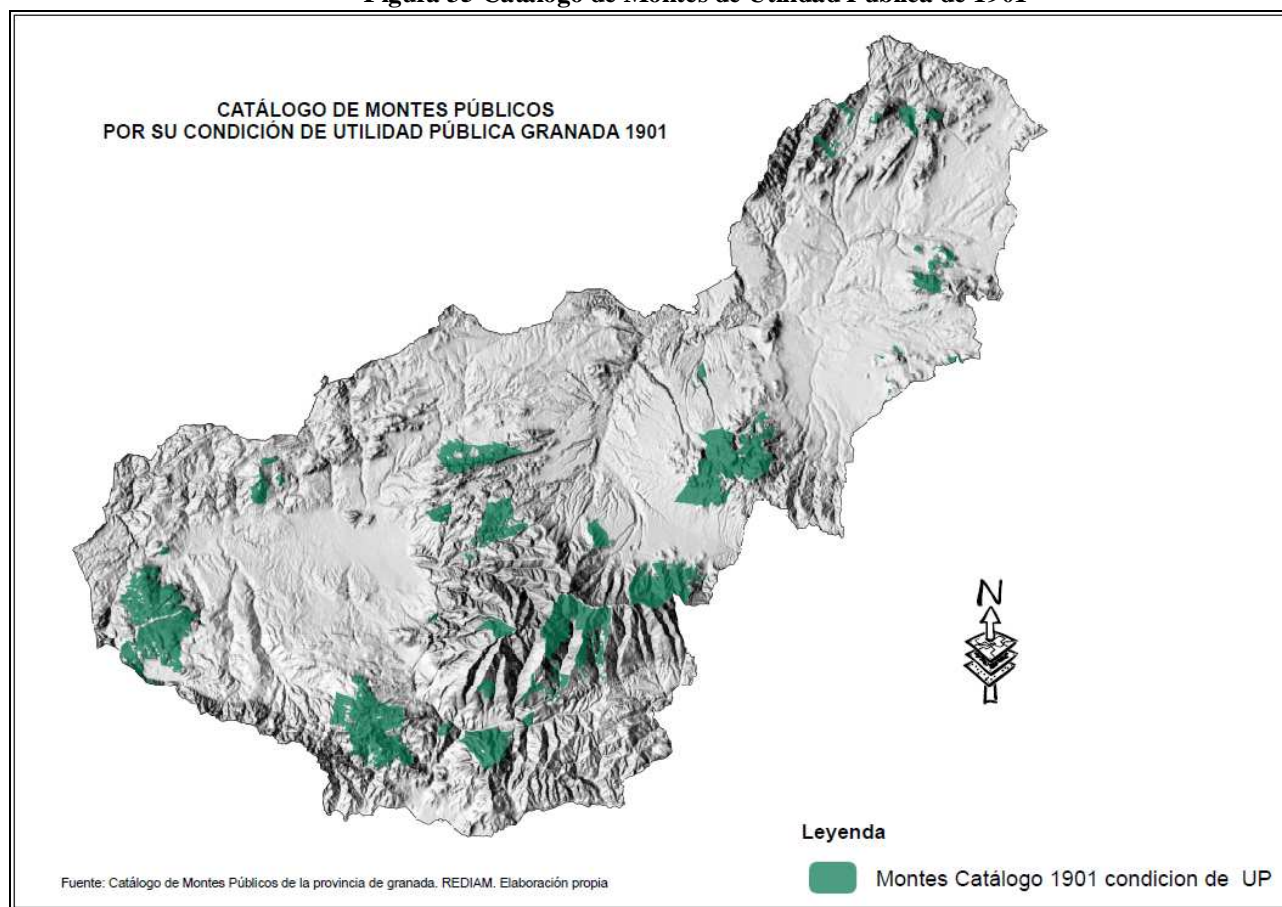 Figura 35 Catálogo de Montes de Utilidad Pública de 1901
CATÁLOGO DE MONTES PÚBLICOS
POR SU CONDICIÓN DE UTILIDAD PÚBLICA GRANADA 1901
N
Leyenda
Montes Catálogo 1901 condicion de UP
Fuente: Catálogo de Montes Públicos de la provincia de granada. REDIAM. Elaboración propia